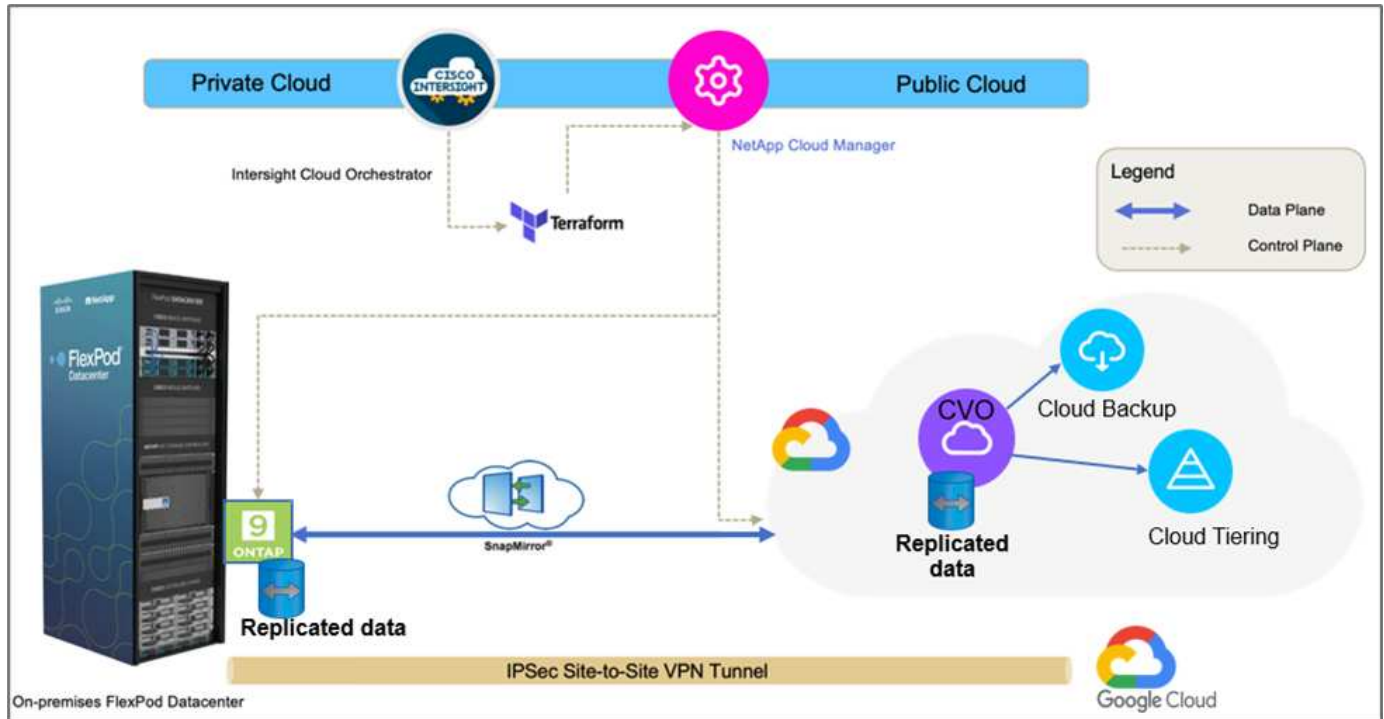 Private Cloud
CISCO
INTERSIGHT
Public Cloud
NetApp Cloud Manager
Intersight Cloud Orchestrator
Terraform
Legend
Data Plane
Control Plane
CISCO
NetApp
FlexPod
Datacenter
9
ONTAP
SnapMirror®
Replicated data
CVO
Cloud Backup
Cloud Tiering
Replicated
data
IPSec Site-to-Site VPN Tunnel
On-premises FlexPod Datacenter
Google Cloud